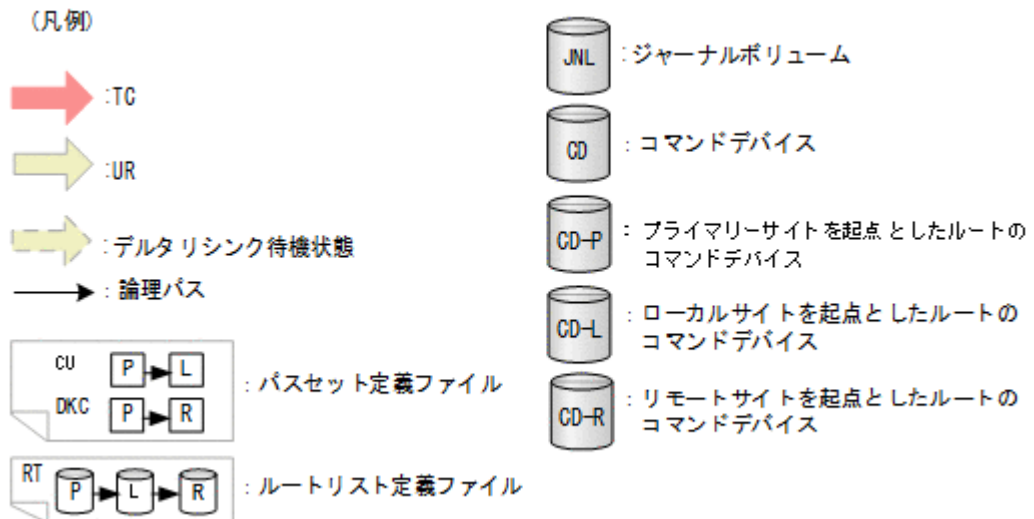 (凡例)
:TC
:UR
:デルタリシンク待機状態
:論理パス
CU P L
DKC P R
:パスセット定義ファイル
RT P L R
:ルートリスト定義ファイル
JNL :ジャーナルボリューム
CD :コマンドデバイス
CD-P :プライマリーサイトを起点としたルートの
コマンドデバイス
CD-L :ローカルサイトを起点としたルートの
コマンドデバイス
CD-R :リモートサイトを起点としたルートの
コマンドデバイス